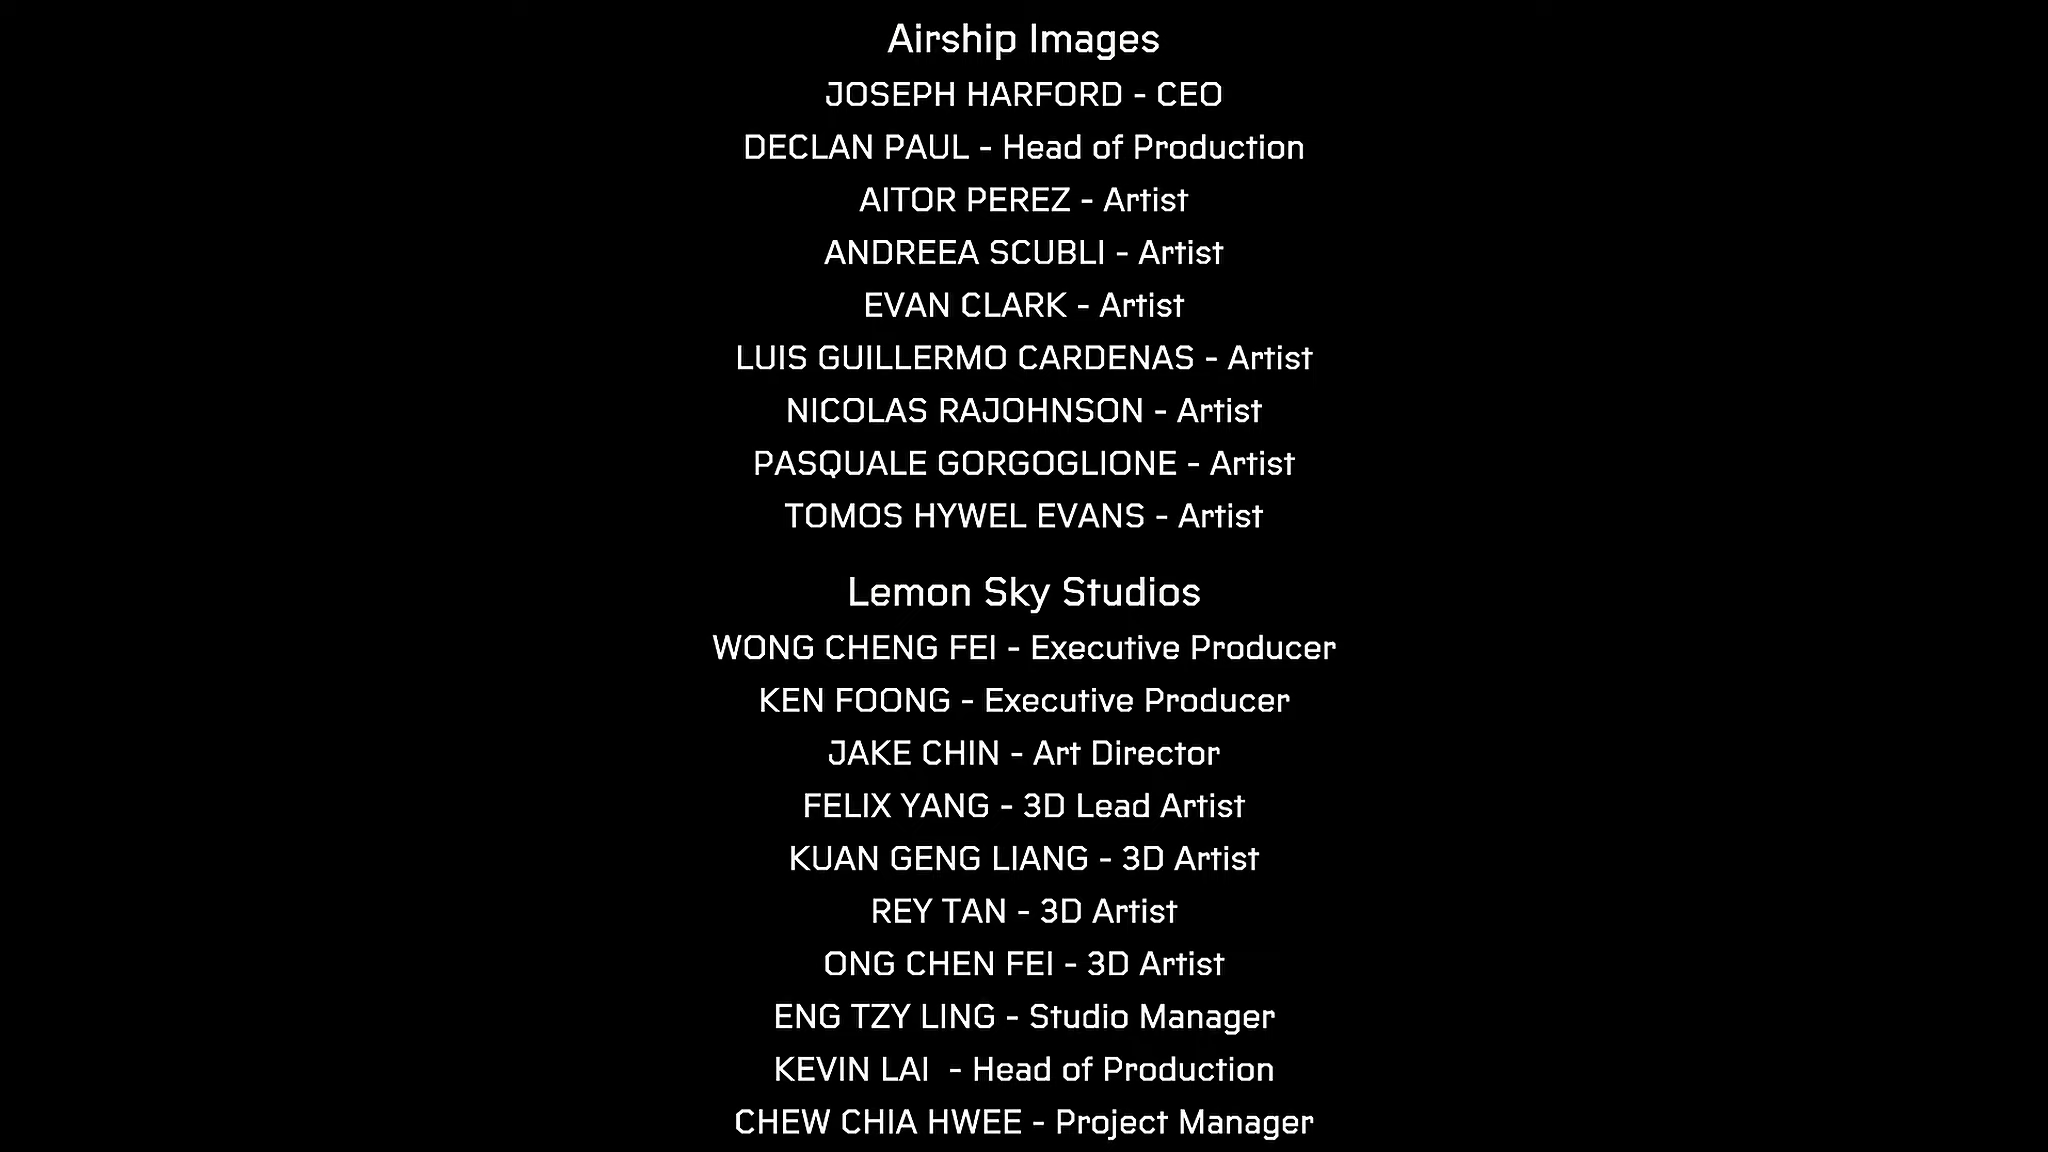 Airship Images
JOSEPH HARFORD - CEO
DECLAN PAUL - Head of Production
AITOR PEREZ - Artist
ANDREEA SCUBLI - Artist
EVAN CLARK - Artist
LUIS GUILLERMO CARDENAS - Artist
NICOLAS RAJOHNSON - Artist
PASQUALE GORGOGLIONE - Artist
TOMOS HYWEL EVANS - Artist
Lemon Sky Studios
WONG CHENG FEI - Executive Producer
KEN FOONG - Executive Producer
JAKE CHIN - Art Director
FELIX YANG - 3D Lead Artist
KUAN GENG LIANG - 3D Artist
REY TAN - 3D Artist
ONG CHEN FEI - 3D Artist
ENG TZY LING - Studio Manager
KEVIN LAI  - Head of Production
CHEW CHIA HWEE - Project Manager